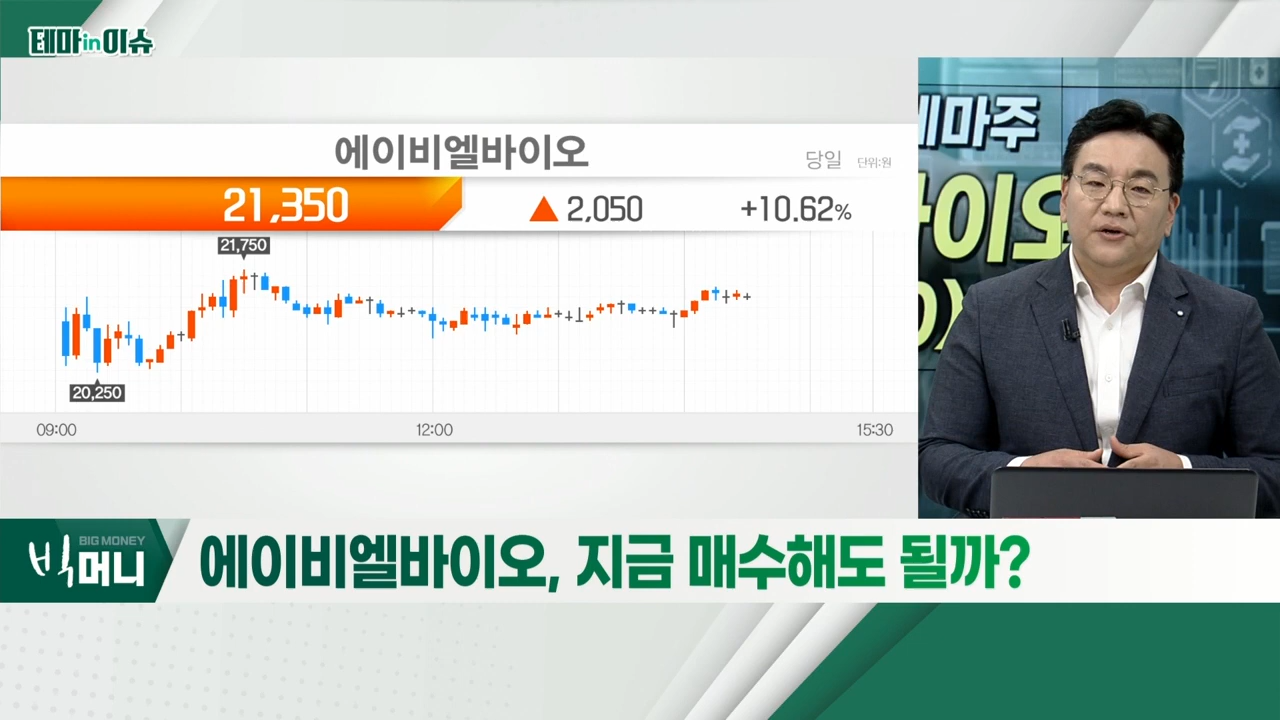 테마in이슈
에이비엘바이오
당일 단위:원
21,350 ▲ 2,050 +10.62%
21,750
20,250
09:00 12:00 15:30
테마주
바이오
BIG MONEY
빅머니
에이비엘바이오, 지금 매수해도 될까?